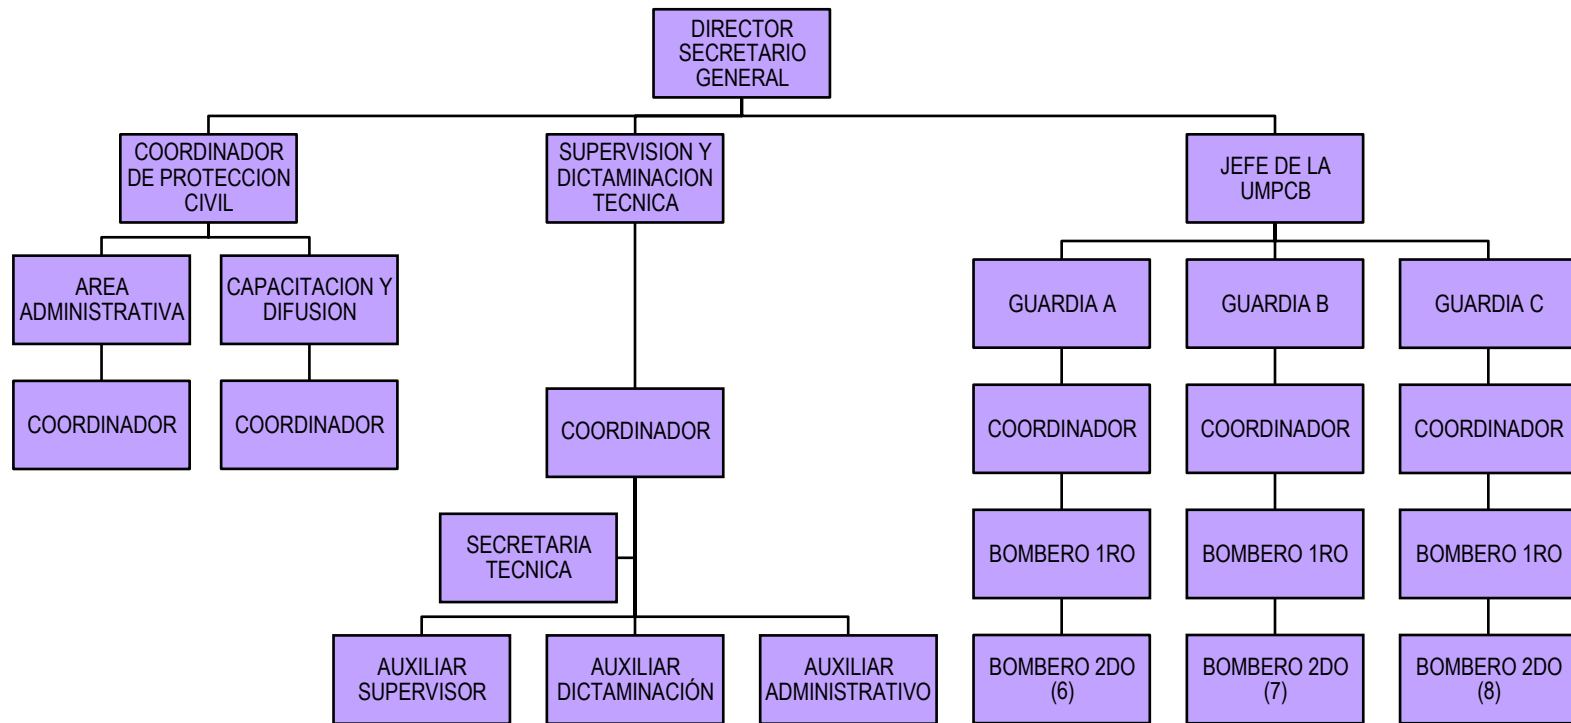 DIRECTOR
SECRETARIO
GENERAL
COORDINADOR
DE PROTECCION
CIVIL
SUPERVISION Y
DICTAMINACION
TECNICA
JEFE DE LA
UMPCB
AREA
ADMINISTRATIVA
CAPACITACION Y
DIFUSION
GUARDIA A
GUARDIA B
GUARDIA C
COORDINADOR
COORDINADOR
COORDINADOR
COORDINADOR
COORDINADOR
COORDINADOR
SECRETARIA
TECNICA
BOMBERO 1RO
BOMBERO 1RO
BOMBERO 1RO
AUXILIAR
SUPERVISOR
AUXILIAR
DICTAMINACIÓN
AUXILIAR
ADMINISTRATIVO
BOMBERO 2DO
(6)
BOMBERO 2DO
(7)
BOMBERO 2DO
(8)